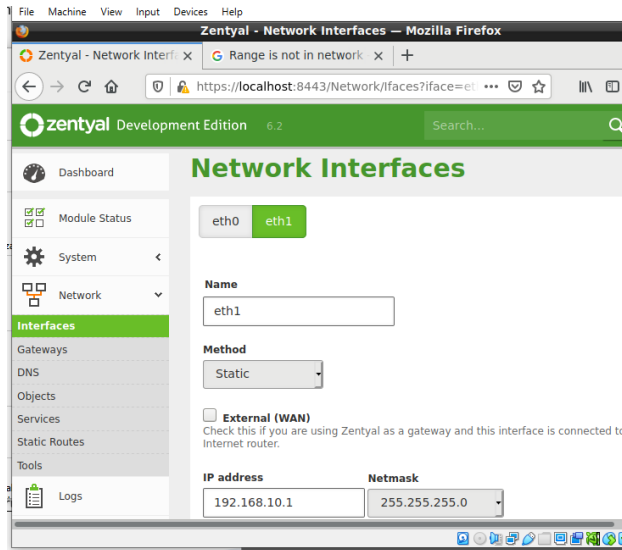 File Machine View Input Devices Help
Zentyal - Network Interfaces — Mozilla Firefox
Zentyal - Network Interfa × G Range is not in network × +
https://localhost:8443/Network/Ifaces?iface=et
zentyal Development Edition 6.2 Search...
Dashboard
Module Status
System
Network
Interfaces
Gateways
DNS
Objects
Services
Static Routes
Tools
Logs
Network Interfaces
eth0 eth1
Name
eth1
Method
Static
External (WAN)
Check this if you are using Zentyal as a gateway and this interface is connected to
Internet router.
IP address Netmask
192.168.10.1 255.255.255.0